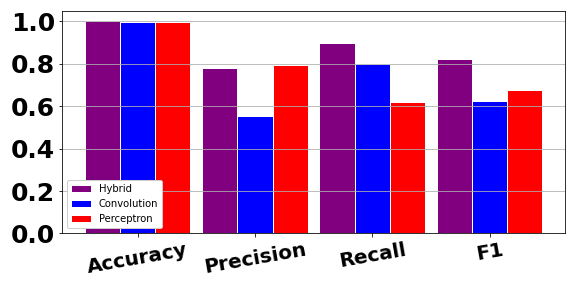 1.0
0.8
0.6
0.4
0.2
0.0
Hybrid
Convolution
Perceptron
Accuracy
Precision
Recall
F1